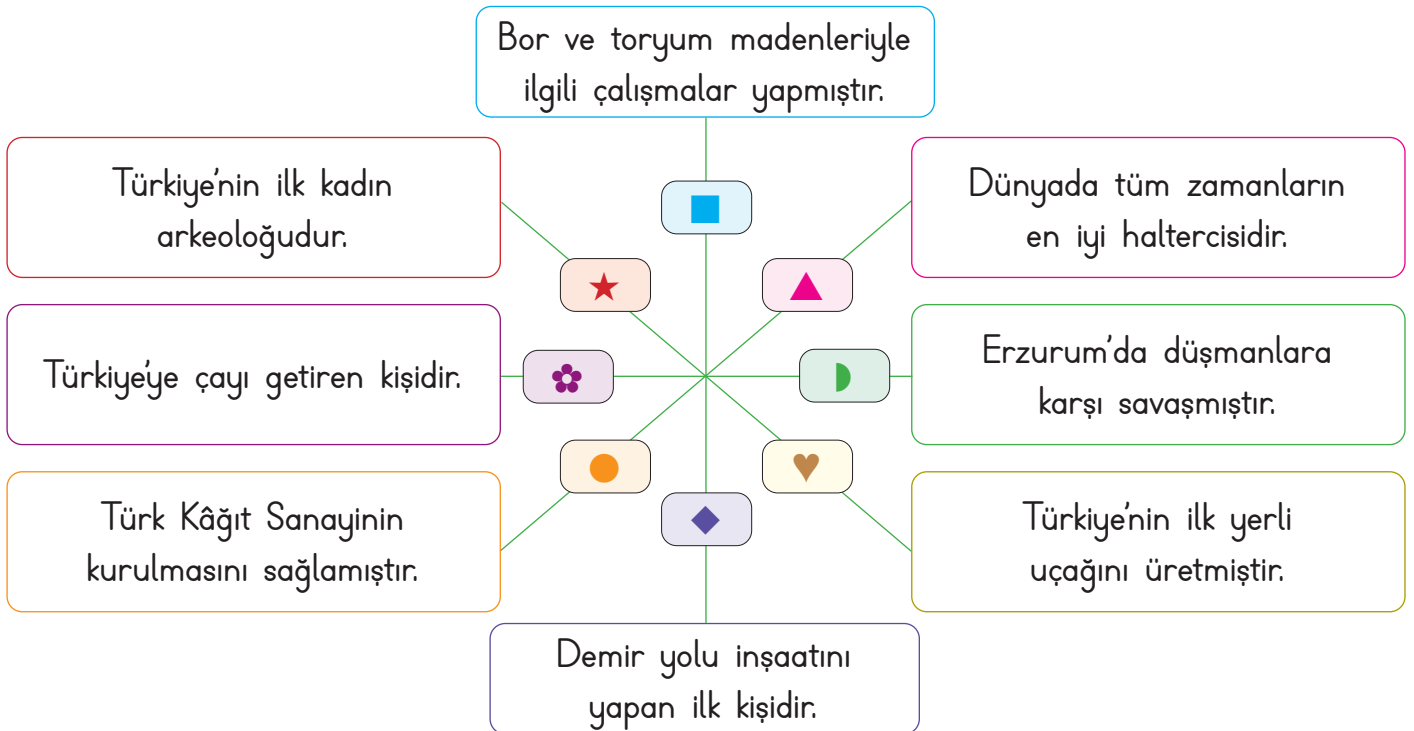 Bor ve toryum madenleriyle
ilgili çalışmalar yapmıştır.
Türkiye'nin ilk kadın
arkeoloğudur.
Dünyada tüm zamanların
en iyi haltercisidir.
Türkiye'ye çayı getiren kişidir.
Erzurum'da düşmanlara
karşı savaşmıştır.
Türk Kâğıt Sanayinin
kurulmasını sağlamıştır.
Türkiye'nin ilk yerli
uçağını üretmiştir.
Demir yolu inşaatını
yapan ilk kişidir.